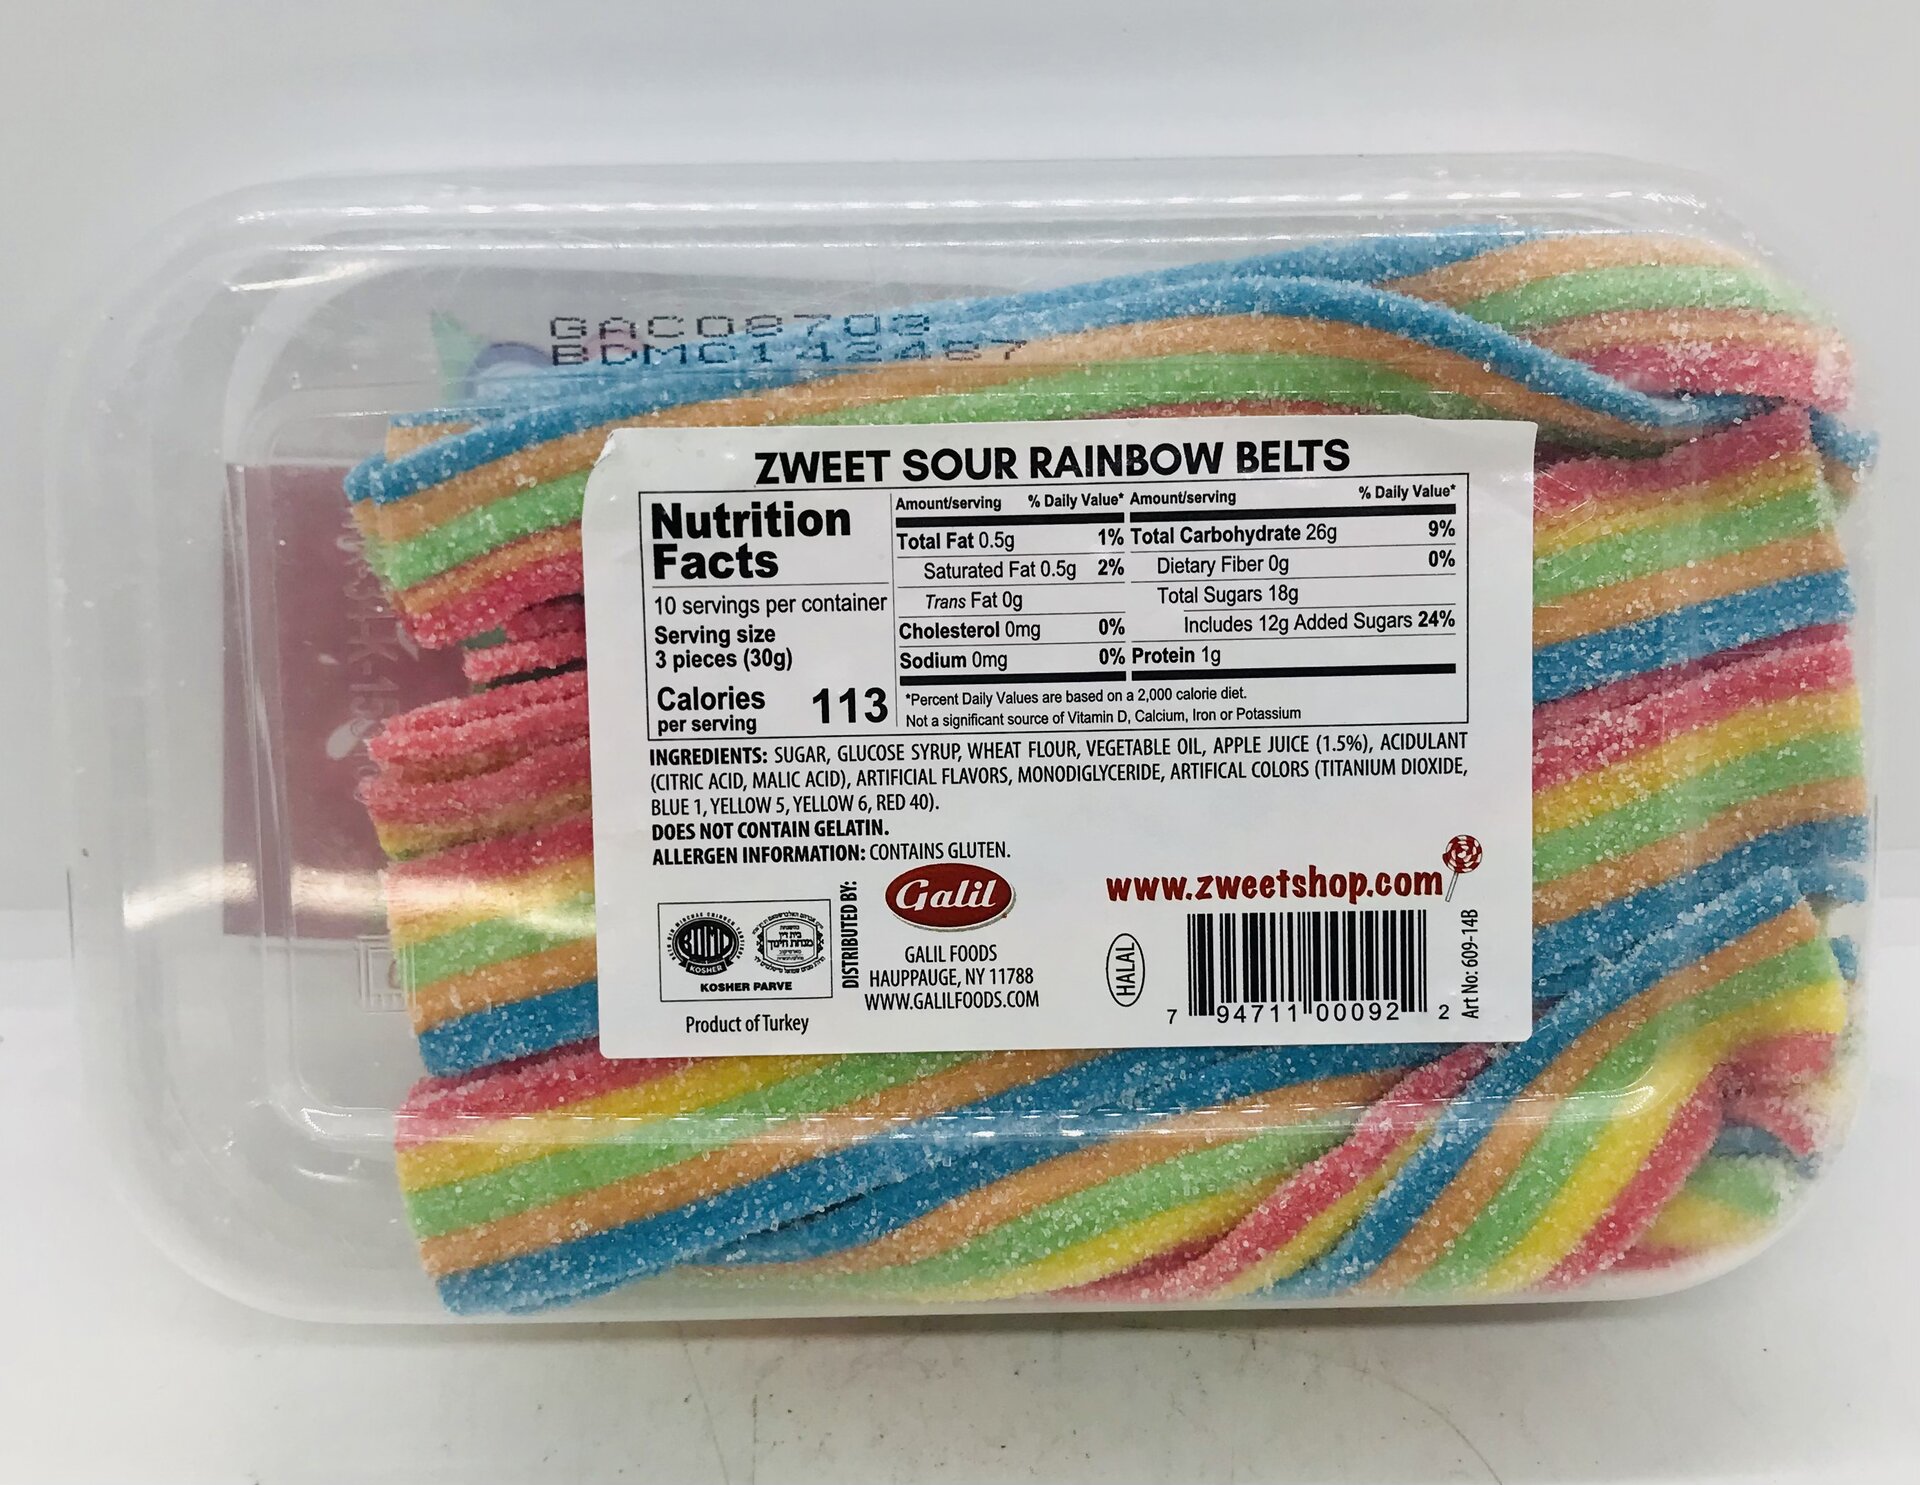 GAC08703
BDMC142487
ZWEET SOUR RAINBOW BELTS
Nutrition
Facts
10 servings per container
Serving size
3 pieces (30g)
Calories
per serving 113
Amount/serving % Daily Value*
Total Fat 0.5g 1%
Saturated Fat 0.5g 2%
Trans Fat 0g
Cholesterol 0mg 0%
Sodium 0mg 0%
Amount/serving % Daily Value*
Total Carbohydrate 26g 9%
Dietary Fiber 0g 0%
Total Sugars 18g
Includes 12g Added Sugars 24%
Protein 1g
*Percent Daily Values are based on a 2,000 calorie diet.
Not a significant source of Vitamin D, Calcium, Iron or Potassium
INGREDIENTS: SUGAR, GLUCOSE SYRUP, WHEAT FLOUR, VEGETABLE OIL, APPLE JUICE (1.5%), ACIDULANT
(CITRIC ACID, MALIC ACID), ARTIFICIAL FLAVORS, MONODIGLYCERIDE, ARTIFICAL COLORS (TITANIUM DIOXIDE,
BLUE 1, YELLOW 5, YELLOW 6, RED 40).
DOES NOT CONTAIN GELATIN.
ALLERGEN INFORMATION: CONTAINS GLUTEN.
KOSHER
בית דין
מנחת חינוך
KOSHER PARVE
Product of Turkey
DISTRIBUTED BY:
Galil
GALIL FOODS
HAUPPAUGE, NY 11788
WWW.GALILFOODS.COM
www.zweetshop.com
HALAL
7 94711 00092 2
Art No: 609-14B